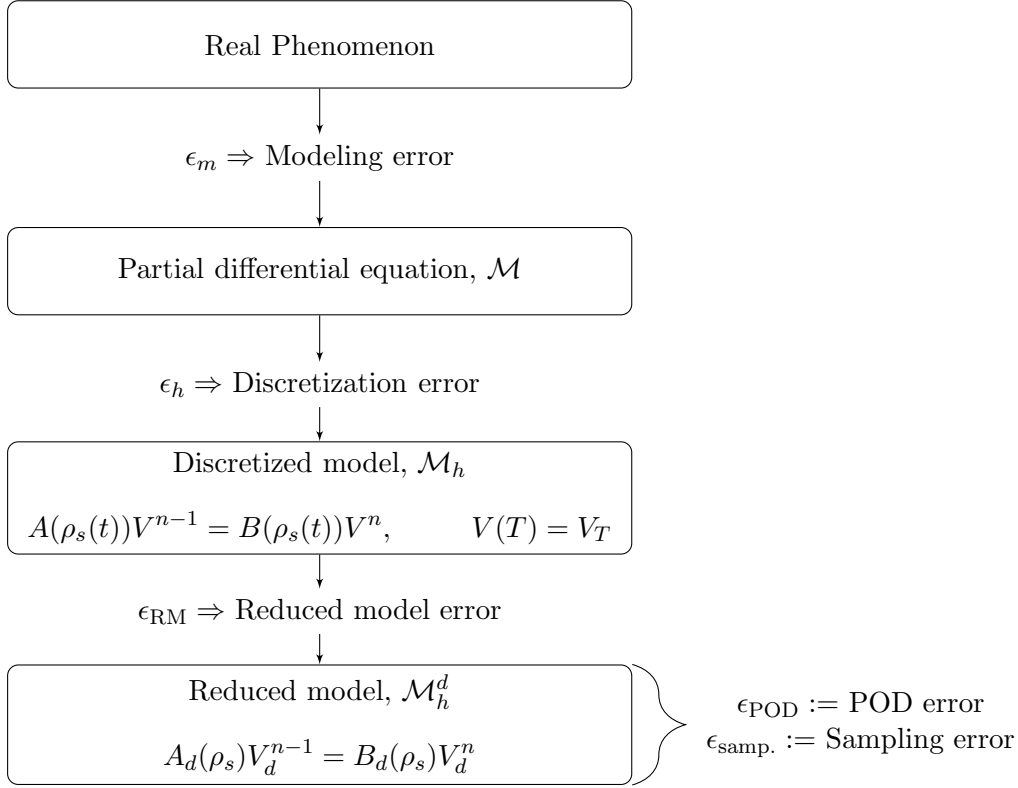 Real Phenomenon
ϵ_m ⇒ Modeling error
Partial differential equation, ℳ
ϵ_h ⇒ Discretization error
Discretized model, ℳ_h
A(ρ_s(t))V^{n−1} = B(ρ_s(t))V^n, V(T) = V_T
ϵ_RM ⇒ Reduced model error
Reduced model, ℳ_h^d
A_d(ρ_s)V_d^{n−1} = B_d(ρ_s)V_d^n
ϵ_POD := POD error
ϵ_samp. := Sampling error